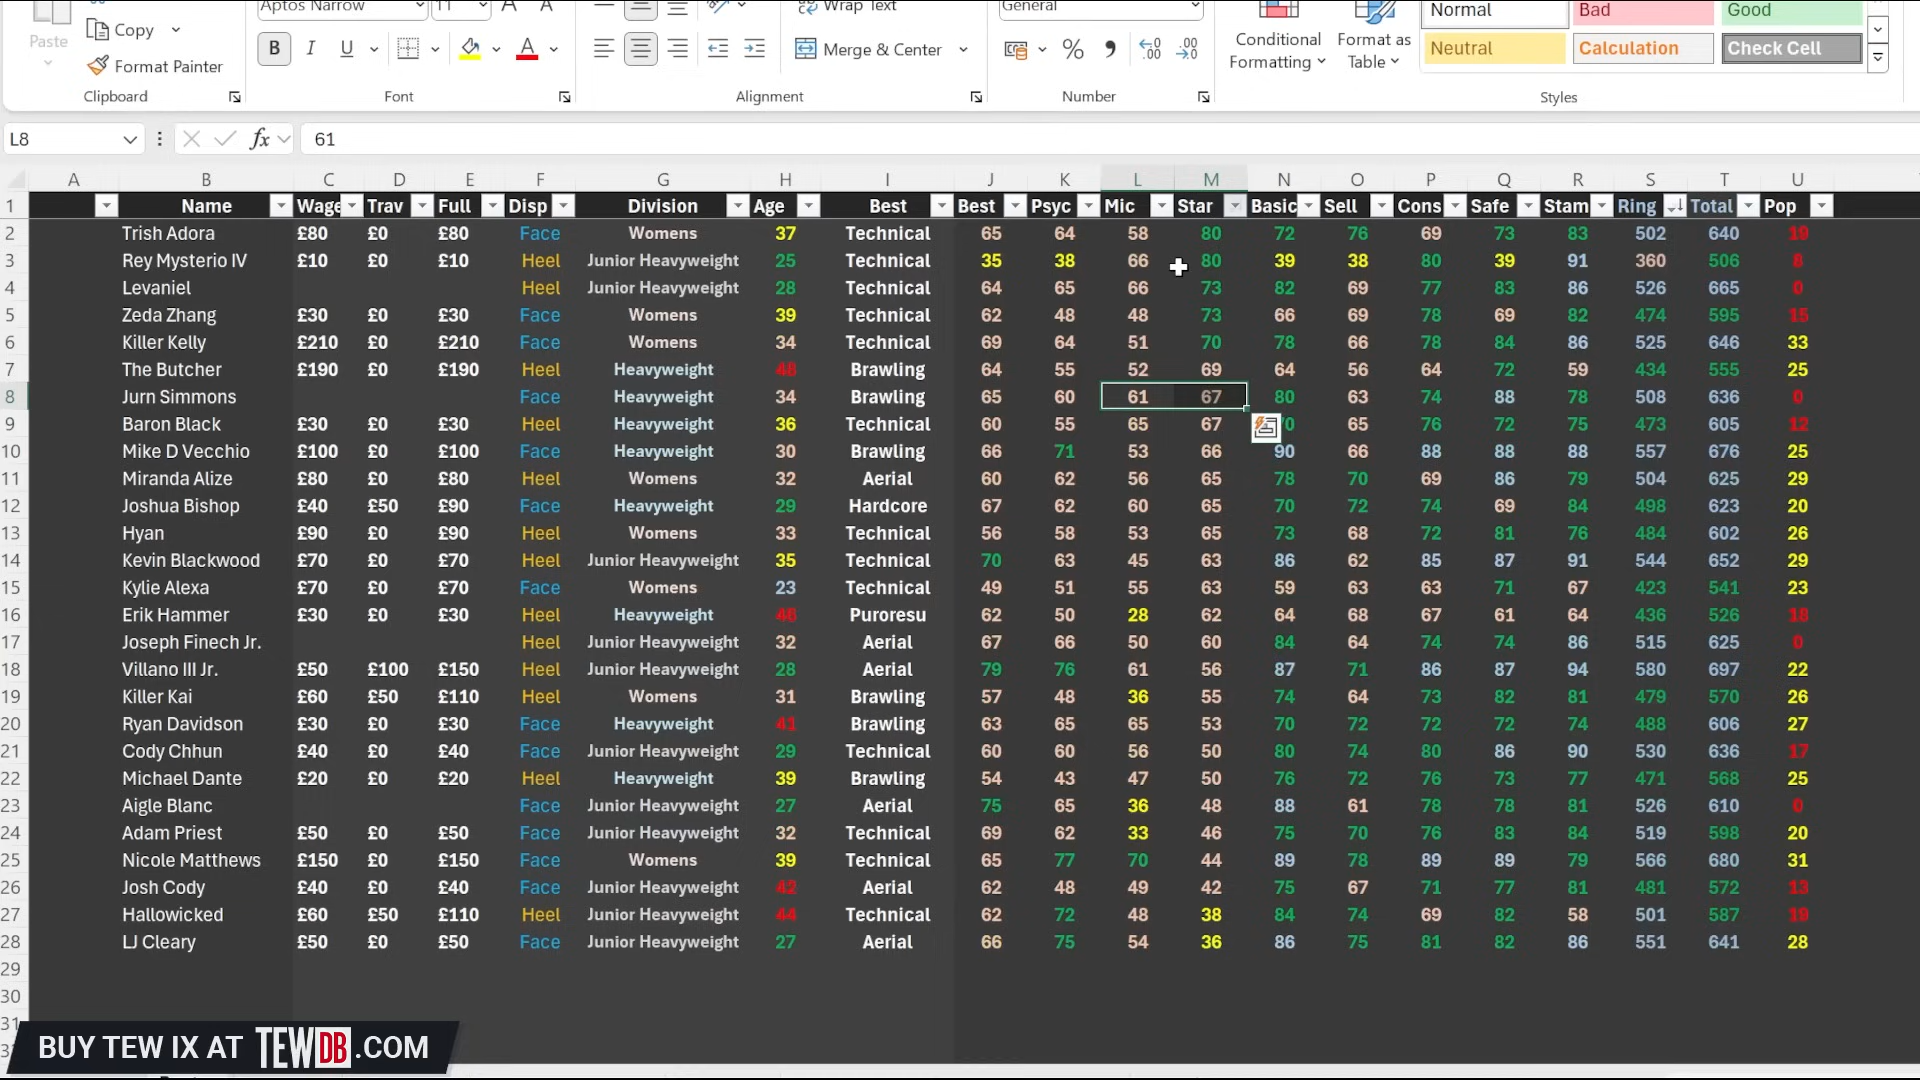 Aptos Narrow 11 A A Wrap Text General Normal Bad Good
Paste Copy B I U A Merge & Center % Conditional Formatting Format as Table Neutral Calculation Check Cell
Format Painter
Clipboard Font Alignment Number Styles
L8 fx 61
A B C D E F G H I J K L M N O P Q R S T U
1 Name Wage Trav Full Disp Division Age Best Best Psyc Mic Star Basic Sell Cons Safe Stam Ring Total Pop
2 Trish Adora £80 £0 £80 Face Womens 37 Technical 65 64 58 80 72 76 69 73 83 502 640 19
3 Rey Mysterio IV £10 £0 £10 Heel Junior Heavyweight 25 Technical 35 38 66 80 39 38 80 39 91 360 506 8
4 Levaniel Heel Junior Heavyweight 28 Technical 64 65 66 73 82 69 77 83 86 526 665 0
5 Zeda Zhang £30 £0 £30 Face Womens 39 Technical 62 48 48 73 66 69 78 69 82 474 595 15
6 Killer Kelly £210 £0 £210 Face Womens 34 Technical 69 64 51 70 78 66 78 84 86 525 646 33
7 The Butcher £190 £0 £190 Heel Heavyweight 48 Brawling 64 55 52 69 64 56 64 72 59 434 555 25
8 Jurn Simmons Face Heavyweight 34 Brawling 65 60 61 67 80 63 74 88 78 508 636 0
9 Baron Black £30 £0 £30 Heel Heavyweight 36 Technical 60 55 65 67 65 76 72 75 473 605 12
10 Mike D Vecchio £100 £0 £100 Face Heavyweight 30 Brawling 66 71 53 66 90 66 88 88 88 557 676 25
11 Miranda Alize £80 £0 £80 Heel Womens 32 Aerial 60 62 56 65 78 70 69 86 79 504 625 29
12 Joshua Bishop £40 £50 £90 Face Heavyweight 29 Hardcore 67 62 60 65 70 72 74 69 84 498 623 20
13 Hyan £90 £0 £90 Heel Womens 33 Technical 56 58 53 65 73 68 72 81 76 484 602 26
14 Kevin Blackwood £70 £0 £70 Heel Junior Heavyweight 35 Technical 70 63 45 63 86 62 85 87 91 544 652 29
15 Kylie Alexa £70 £0 £70 Face Womens 23 Technical 49 51 55 63 59 63 63 71 67 423 541 23
16 Erik Hammer £30 £0 £30 Heel Heavyweight 46 Puroresu 62 50 28 62 64 68 67 61 64 436 526 18
17 Joseph Finech Jr. Heel Junior Heavyweight 32 Aerial 67 66 50 60 84 64 74 74 86 515 625 0
18 Villano III Jr. £50 £100 £150 Heel Junior Heavyweight 28 Aerial 79 76 61 56 87 71 86 87 94 580 697 22
19 Killer Kai £60 £50 £110 Heel Womens 31 Brawling 57 48 36 55 74 64 73 82 81 479 570 26
20 Ryan Davidson £30 £0 £30 Face Heavyweight 41 Brawling 63 65 65 53 70 72 72 72 74 488 606 27
21 Cody Chhun £40 £0 £40 Face Junior Heavyweight 29 Technical 60 60 56 50 80 74 80 86 90 530 636 17
22 Michael Dante £20 £0 £20 Heel Heavyweight 39 Brawling 54 43 47 50 76 72 76 73 77 471 568 25
23 Aigle Blanc Face Junior Heavyweight 27 Aerial 75 65 36 48 88 61 78 78 81 526 610 0
24 Adam Priest £50 £0 £50 Face Junior Heavyweight 32 Technical 69 62 33 46 75 70 76 83 84 519 598 20
25 Nicole Matthews £150 £0 £150 Face Womens 39 Technical 65 77 70 44 89 78 89 89 79 566 680 31
26 Josh Cody £40 £0 £40 Face Junior Heavyweight 42 Aerial 62 48 49 42 75 67 71 77 81 481 572 13
27 Hallowicked £60 £50 £110 Heel Junior Heavyweight 44 Technical 62 72 48 38 84 74 69 82 58 501 587 19
28 LJ Cleary £50 £0 £50 Face Junior Heavyweight 27 Aerial 66 75 54 36 86 75 81 82 86 551 641 28
29
30
31
BUY TEW IX AT TEWDB.COM